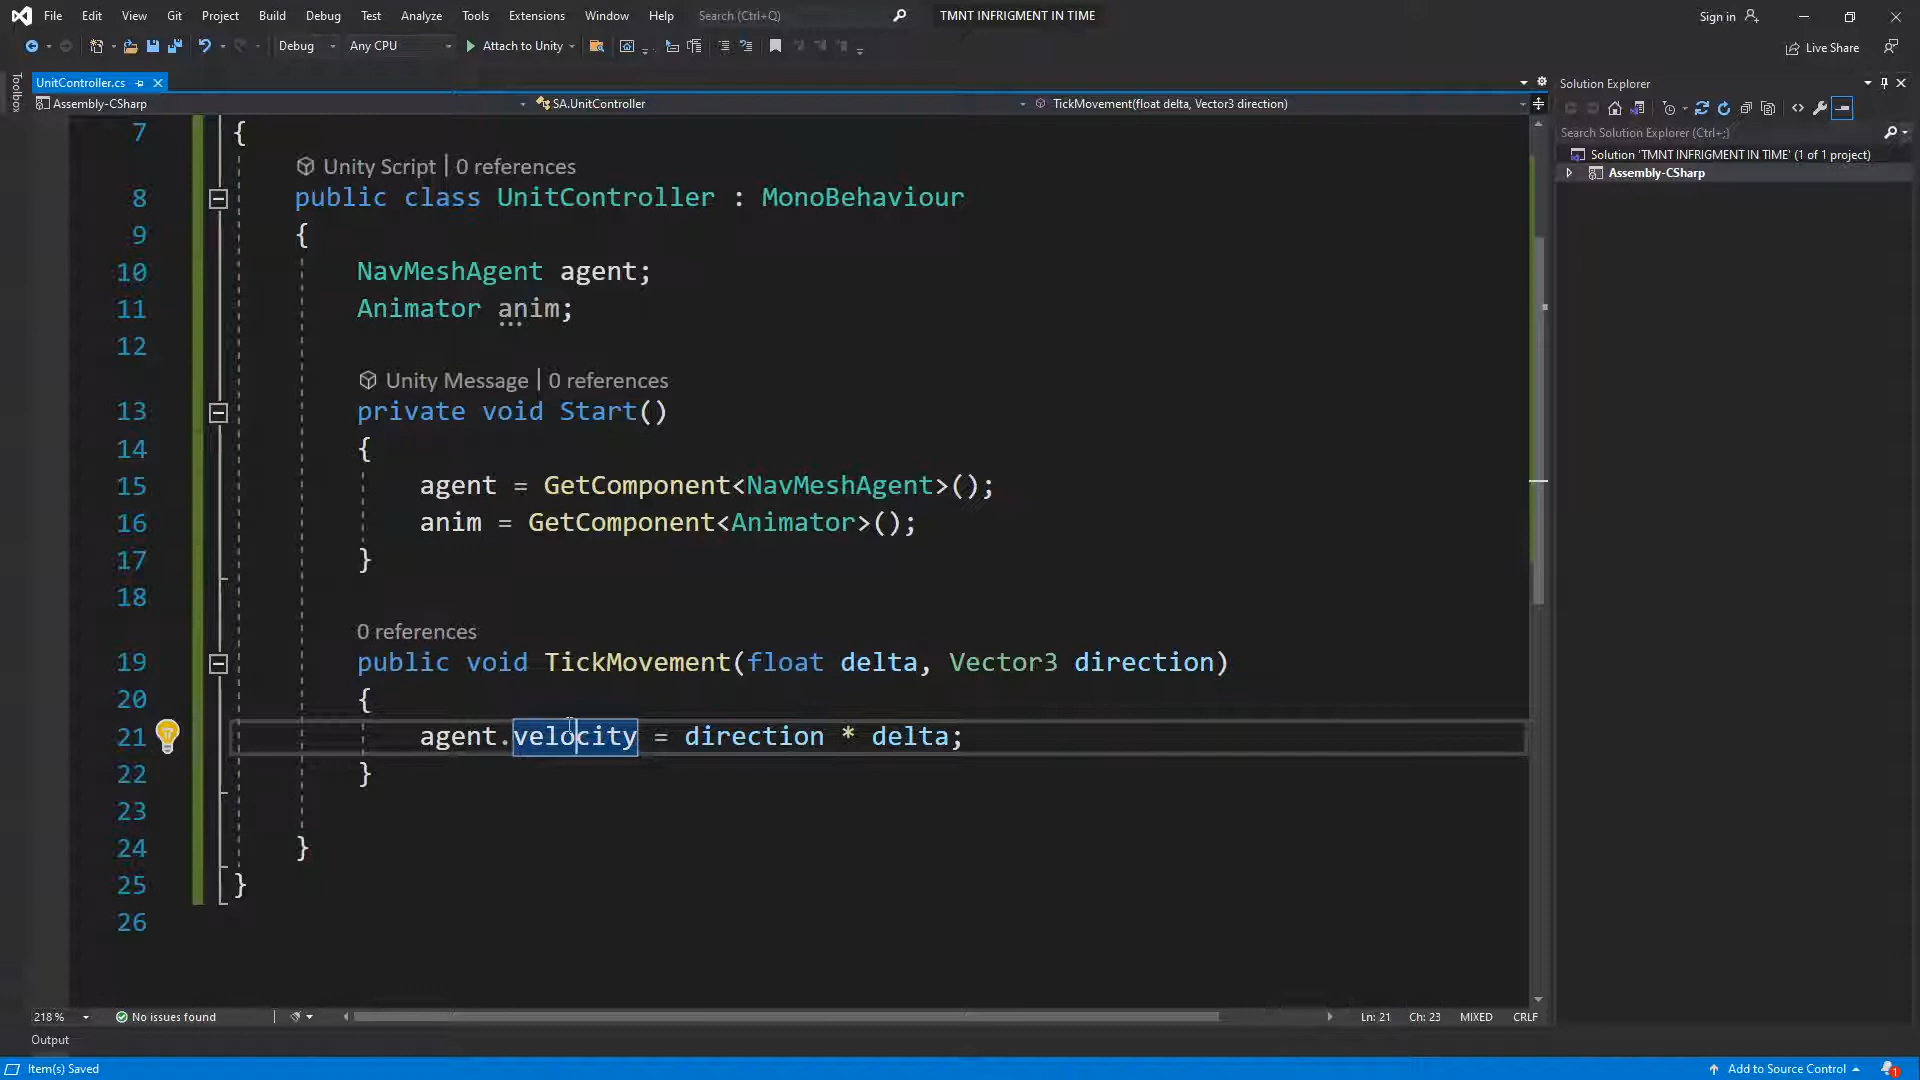 File Edit View Git Project Build Debug Test Analyze Tools Extensions Window Help Search (Ctrl+Q) TMNT INFRIGMENT IN TIME Sign in
Debug Any CPU Attach to Unity Live Share
Toolbox
UnitController.cs
Assembly-CSharp SA.UnitController TickMovement(float delta, Vector3 direction)
7 {
Unity Script | 0 references
8 public class UnitController : MonoBehaviour
9 {
10 NavMeshAgent agent;
11 Animator anim;
12
Unity Message | 0 references
13 private void Start()
14 {
15 agent = GetComponent<NavMeshAgent>();
16 anim = GetComponent<Animator>();
17 }
18
0 references
19 public void TickMovement(float delta, Vector3 direction)
20 {
21 agent.velocity = direction * delta;
22 }
23
24 }
25 }
26
218 % No issues found Ln: 21 Ch: 23 MIXED CRLF
Output
Item(s) Saved Add to Source Control 1
Solution Explorer
Search Solution Explorer (Ctrl+;)
Solution 'TMNT INFRIGMENT IN TIME' (1 of 1 project)
Assembly-CSharp